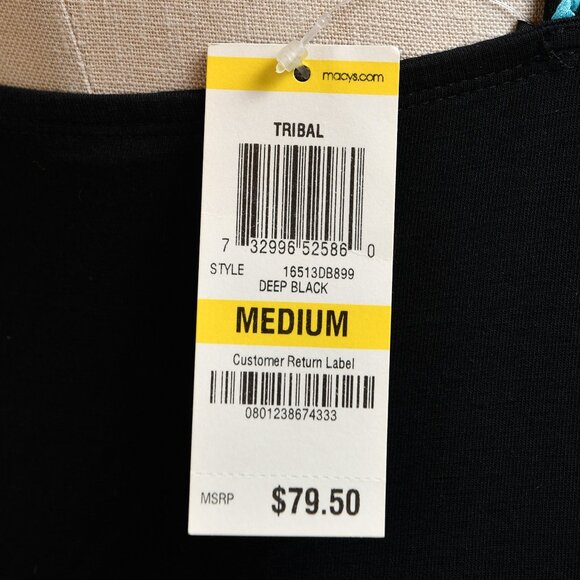 macys.com
TRIBAL
7 32996 52586 0
STYLE 16513DB899
DEEP BLACK
MEDIUM
Customer Return Label
0801238674333
MSRP $79.50